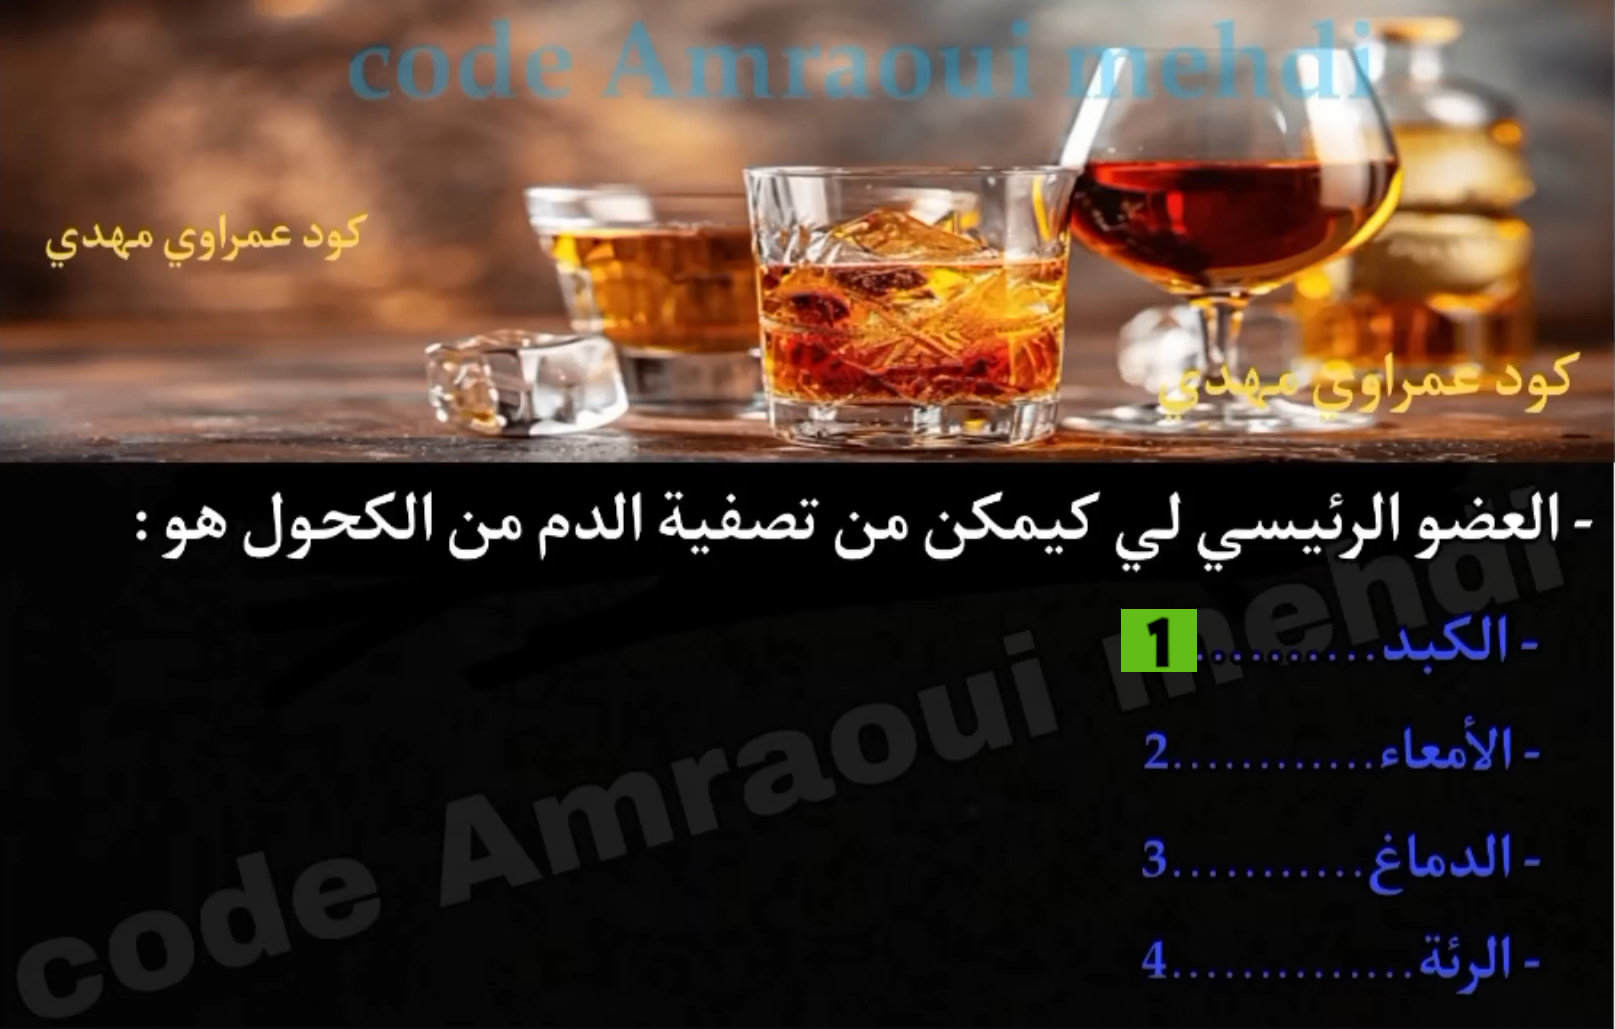 code Amraoui mehdi
كود عمراوي مهدي
كود عمراوي مهدي
- العضو الرئيسي لي كيمكن من تصفية الدم من الكحول هو :
- الكبد..........1
- الأمعاء............2
- الدماغ...........3
- الرئة..............4
code Amraoui mehdi